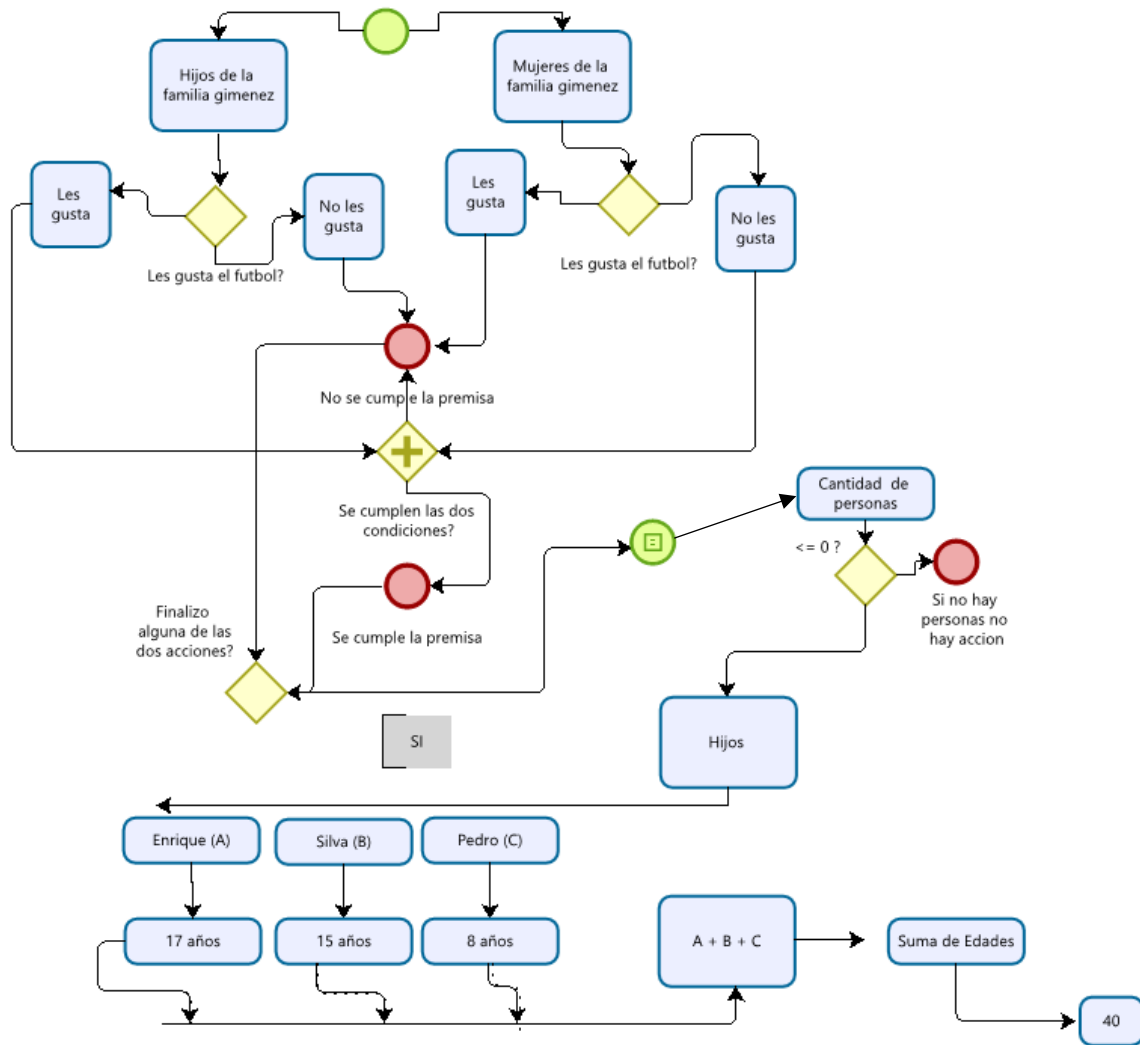 Hijos de la
familia gimenez
Mujeres de la
familia gimenez
Les
gusta
No les
gusta
Les gusta el futbol?
Les
gusta
No les
gusta
Les gusta el futbol?
No se cumple la premisa
Se cumplen las dos
condiciones?
Se cumple la premisa
Finalizo
alguna de las
dos acciones?
SI
Cantidad de
personas
<= 0 ?
Si no hay
personas no
hay accion
Hijos
Enrique (A)
Silva (B)
Pedro (C)
17 años
15 años
8 años
A + B + C
Suma de Edades
40